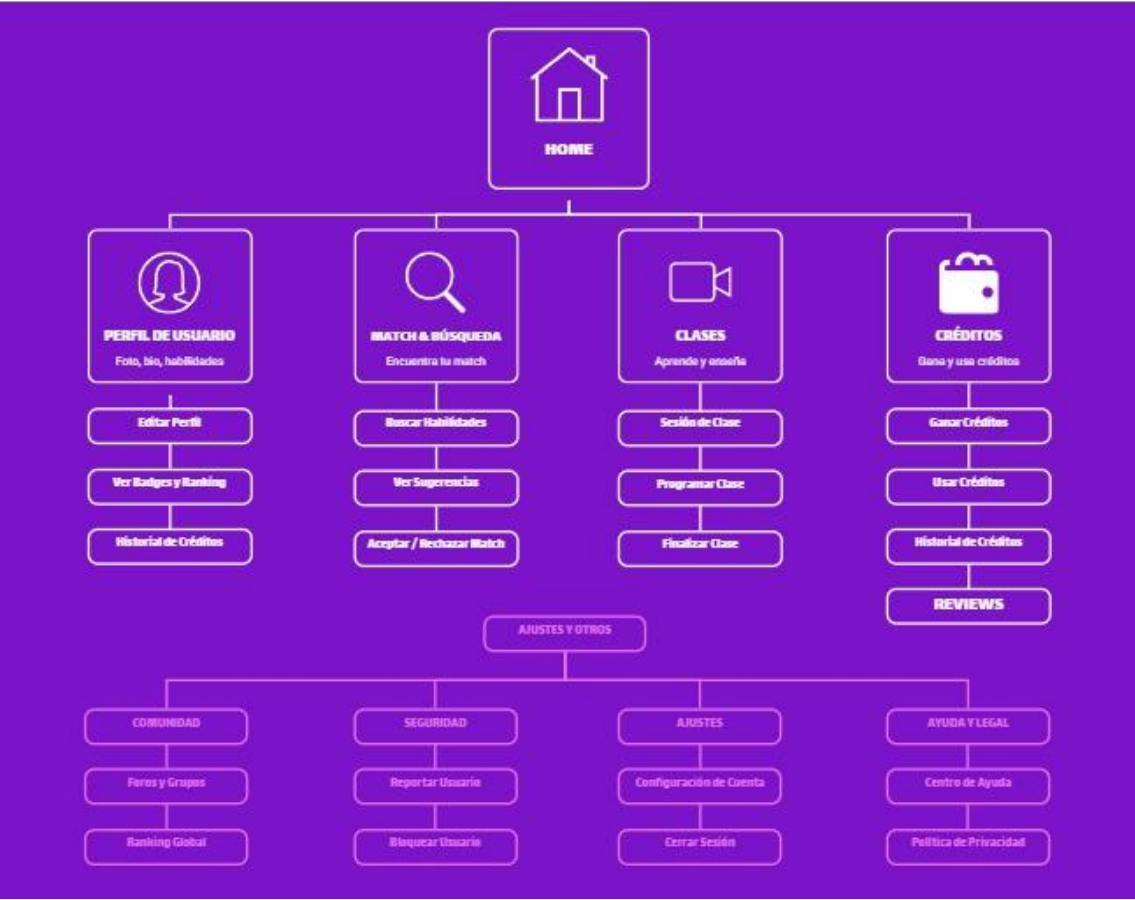 HOME
PERFIL DE USUARIO
Foto, bio, habilidades
Editar Perfil
Ver Badges y Ranking
Historial de Créditos
MATCH & BÚSQUEDA
Encuentra tu match
Buscar Habilidades
Ver Sugerencias
Aceptar / Rechazar Match
CLASES
Aprende y enseña
Sesión de Clase
Programar Clase
Finalizar Clase
CRÉDITOS
Gana y usa créditos
Ganar Créditos
Usar Créditos
Historial de Créditos
REVIEWS
AJUSTES Y OTROS
COMUNIDAD
Foros y Grupos
Ranking Global
SEGURIDAD
Reportar Usuario
Bloquear Usuario
AJUSTES
Configuración de Cuenta
Cerrar Sesión
AYUDA Y LEGAL
Centro de Ayuda
Política de Privacidad